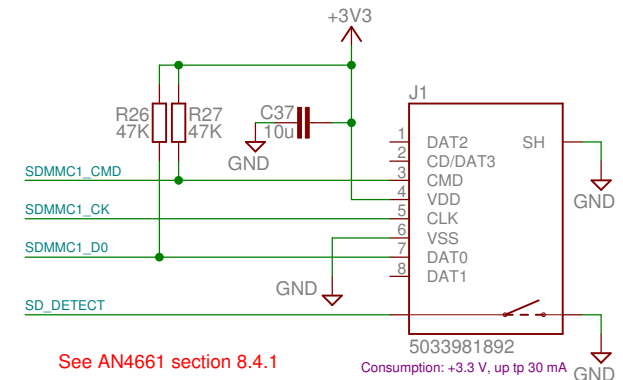 +3V3
J1
R26
47K
R27
47K
C37
10u
GND
1 DAT2
SH
2 CD/DAT3
SDMMC1_CMD
3 CMD
4 VDD
GND
SDMMC1_CK
5 CLK
6 VSS
SDMMC1_D0
7 DAT0
8 DAT1
GND
SD_DETECT
5033981892
See AN4661 section 8.4.1
Consumption: +3.3 V, up tp 30 mA
GND